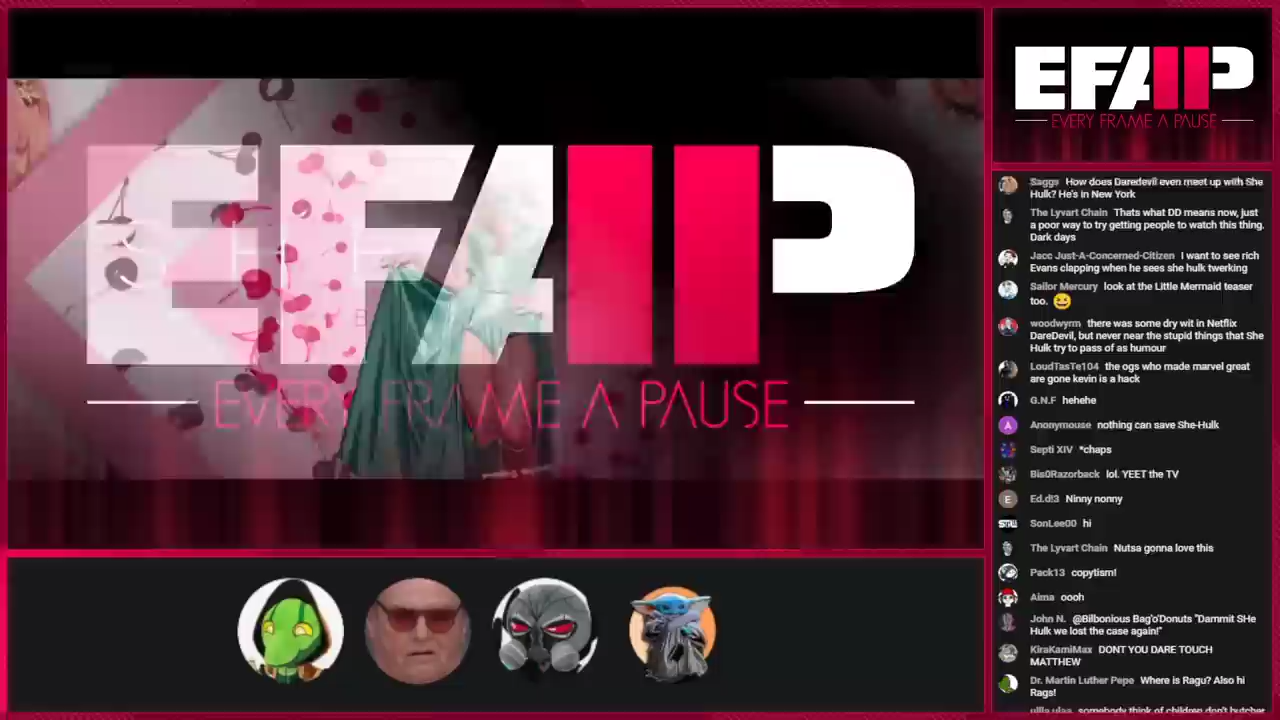 EFAP
EVERY FRAME A PAUSE
EFAP
EVERY FRAME A PAUSE
Saggs How does Daredevil even meet up with She
Hulk? He's in New York
The Lyvart Chain Thats what DD means now, just
a poor way to try getting people to watch this thing.
Dark days
Jacc Just-A-Concerned-Citizen I want to see rich
Evans clapping when he sees she hulk twerking
Sailor Mercury look at the Little Mermaid teaser
too. 😆
woodwyrm there was some dry wit in Netflix
DareDevil, but never near the stupid things that She
Hulk try to pass of as humour
LoudTasTe104 the ogs who made marvel great
are gone kevin is a hack
G.N.F hehehe
A
Anonymouse nothing can save She-Hulk
Septi XIV *chaps
Bis0Razorback lol. YEET the TV
E
Ed.d!3 Ninny nonny
SonLee00 hi
The Lyvart Chain Nutsa gonna love this
Pack13 copytism!
Aima oooh
John N. @Bilbonious Bag'o'Donuts "Dammit SHe
Hulk we lost the case again!"
KiraKamiMax DONT YOU DARE TOUCH
MATTHEW
Dr. Martin Luther Pepe Where is Ragu? Also hi
Rags!
somebody think of children don't butcher